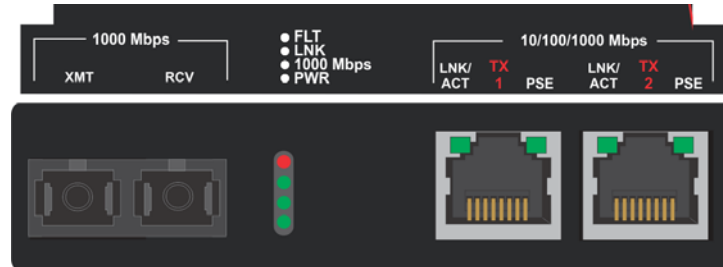 1000 Mbps
XMT RCV
FLT
LNK
1000 Mbps
PWR
10/100/1000 Mbps
LNK/ TX LNK/ TX
ACT 1 PSE ACT 2 PSE